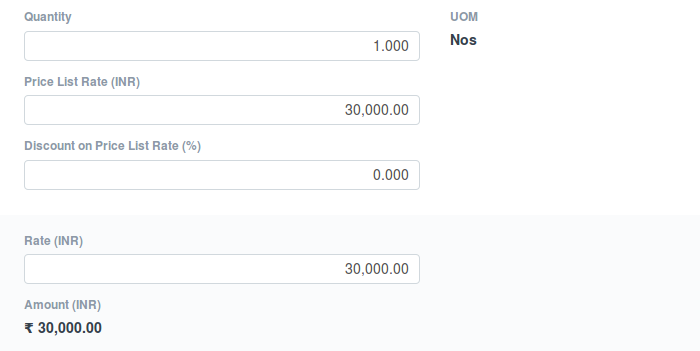 Quantity
UOM
1.000
Nos
Price List Rate (INR)
30,000.00
Discount on Price List Rate (%)
0.000
Rate (INR)
30,000.00
Amount (INR)
₹ 30,000.00